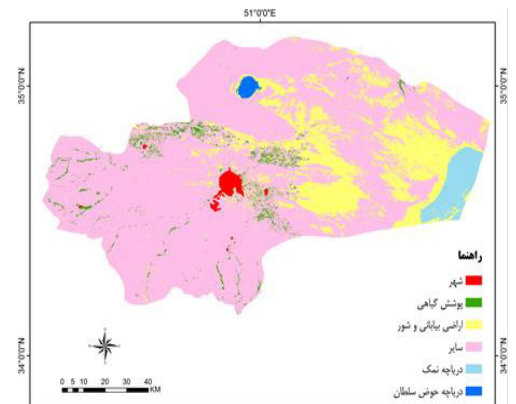 51°0'0"E
35°0'0"N
35°0'0"N
راهنما
شهر
پوشش گیاهی
اراضی بیابانی و شور
سایر
دریاچه نمک
دریاچه حوض سلطان
34°0'0"N
34°0'0"N
0 5 10 20 30 40
KM